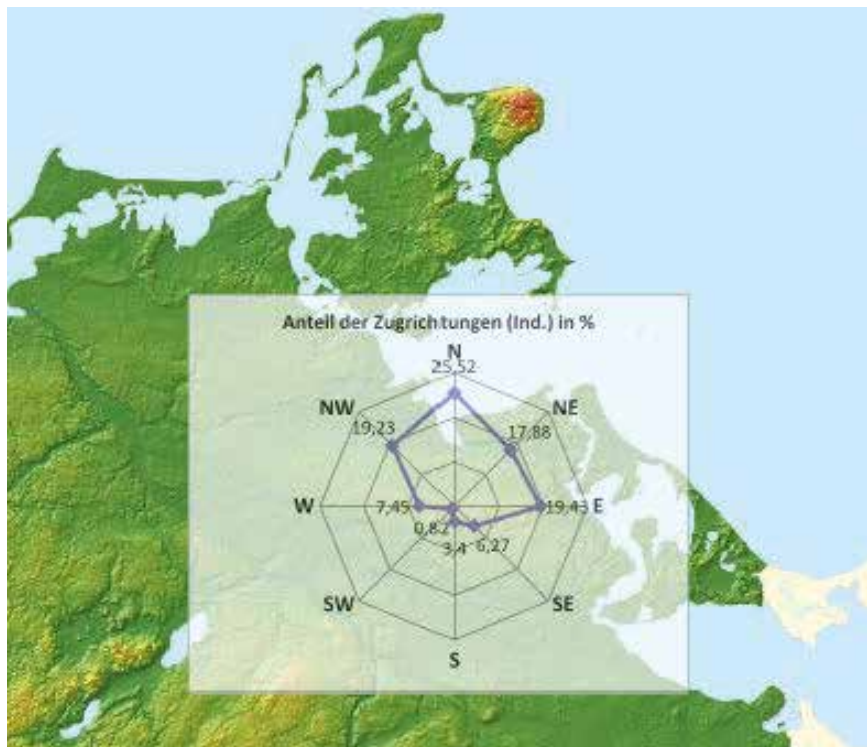 Anteil der Zugrichtungen (Ind.) in %
N
25,52
NW
NE
19,23
17,88
W
7,45
19,43
E
0,82
3,4
6,27
SW
SE
S